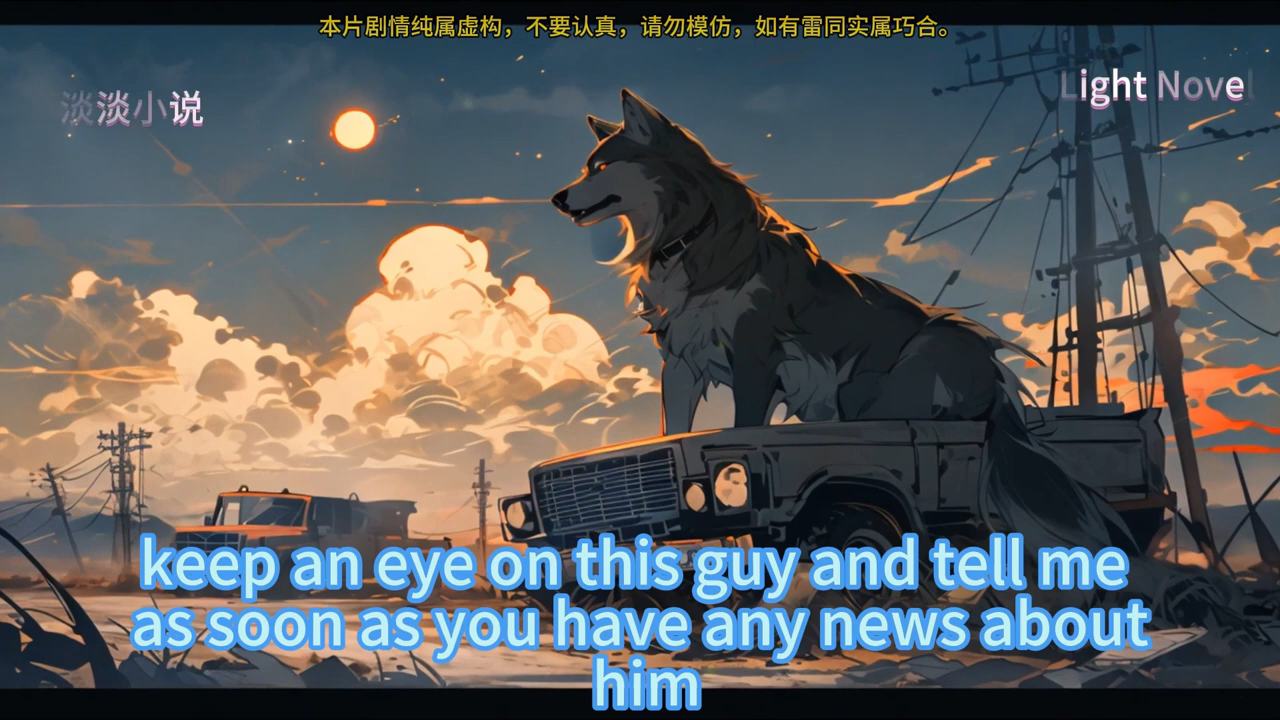 本片剧情纯属虚构，不要认真，请勿模仿，如有雷同实属巧合。
淡淡小说
Light Novel
keep an eye on this guy and tell me
as soon as you have any news about
him